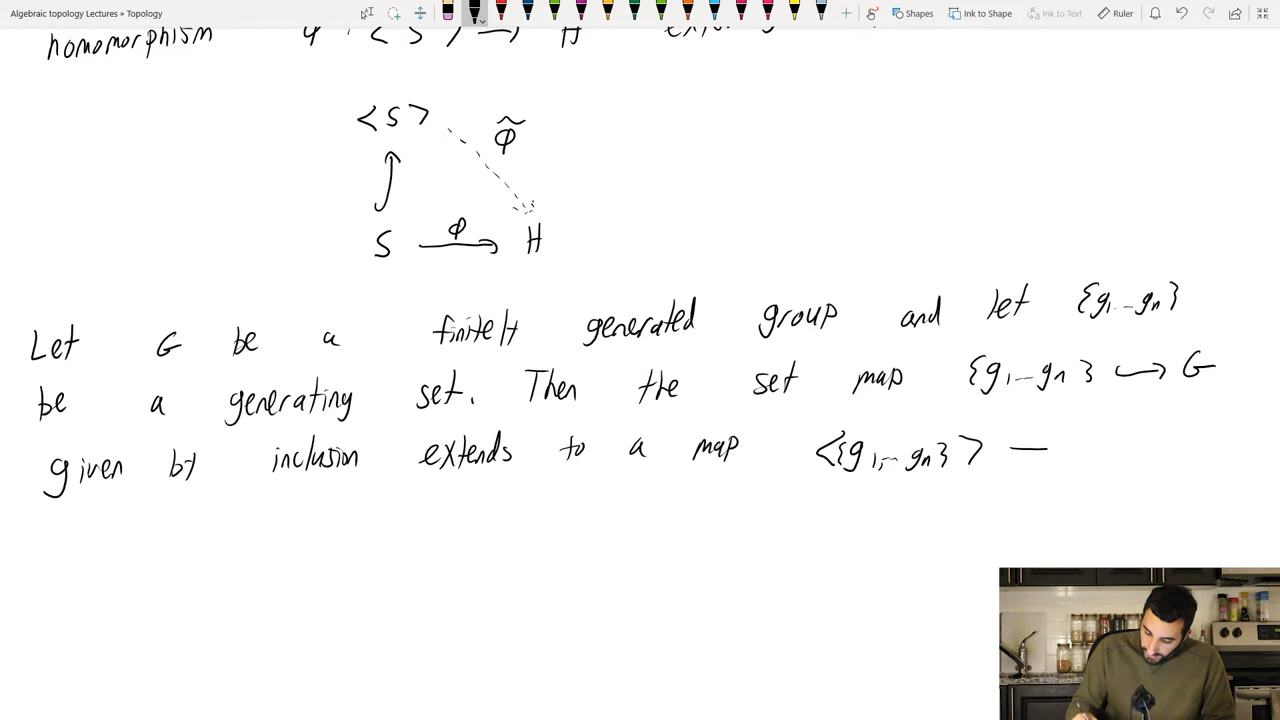 Algebraic topology Lectures » Topology
Shapes Ink to Shape Ink to Text Ruler
homomorphism H
<S> φ̃
φ
S → H
Let G be a finitelt generated group and let {g1...gn}
be a generating set. Then the set map {g1...gn} ↪ G
given by inclusion extends to a map <{g1,...gn}> —